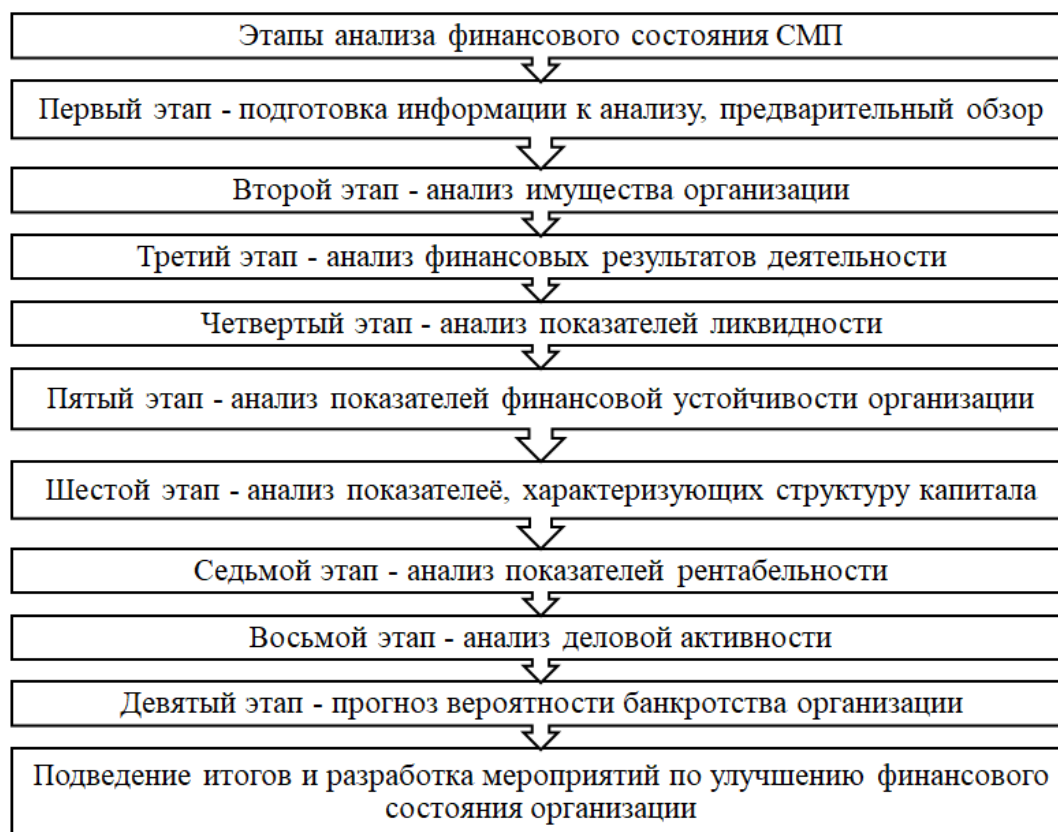 Этапы анализа финансового состояния СМП
Первый этап - подготовка информации к анализу, предварительный обзор
Второй этап - анализ имущества организации
Третий этап - анализ финансовых результатов деятельности
Четвертый этап - анализ показателей ликвидности
Пятый этап - анализ показателей финансовой устойчивости организации
Шестой этап - анализ показателеё, характеризующих структуру капитала
Седьмой этап - анализ показателей рентабельности
Восьмой этап - анализ деловой активности
Девятый этап - прогноз вероятности банкротства организации
Подведение итогов и разработка мероприятий по улучшению финансового
состояния организации